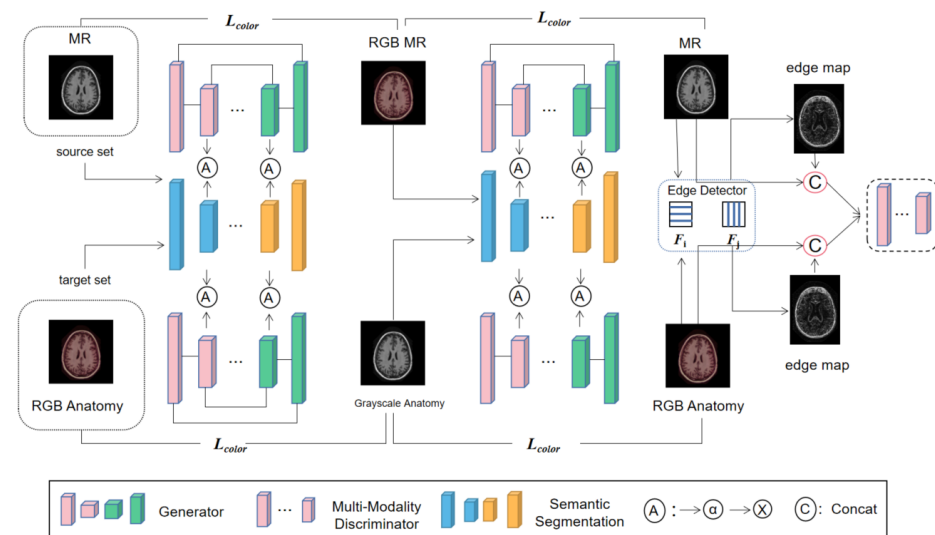 L_color
L_color
MR
RGB MR
MR
edge map
...
...
source set
A
A
A
A
C
Edge Detector
...
...
...
F_i
F_j
target set
A
A
A
A
C
...
...
edge map
RGB Anatomy
Grayscale Anatomy
RGB Anatomy
L_color
L_color
Generator
...
Multi-Modality
Discriminator
Semantic
Segmentation
A : → α → X
C : Concat